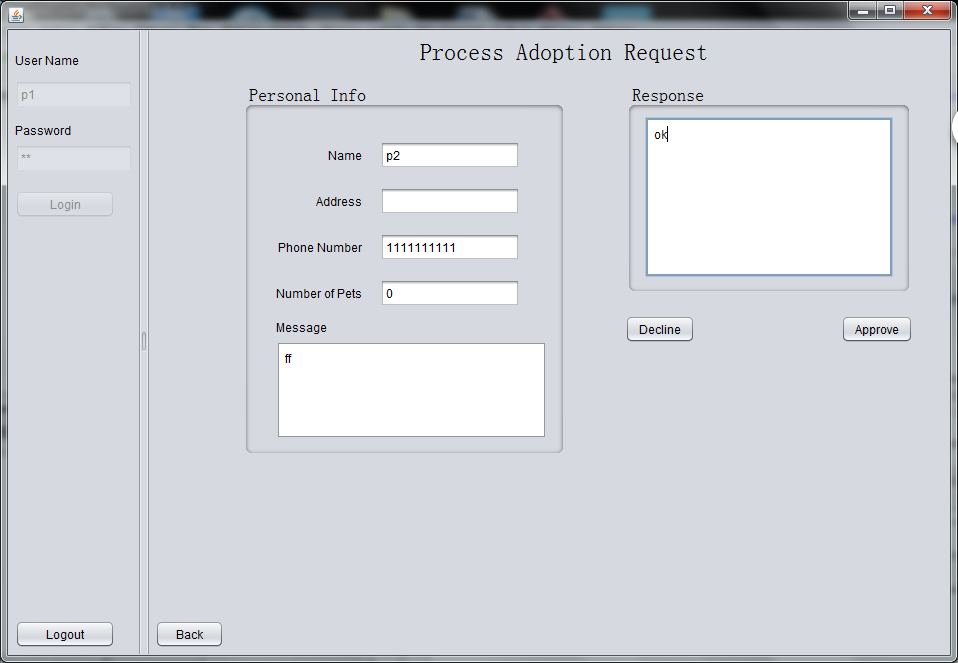 User Name
p1
Password
**
Login
Logout
Process Adoption Request
Personal Info
Name p2
Address
Phone Number 1111111111
Number of Pets 0
Message
ff
Response
ok
Decline Approve
Back